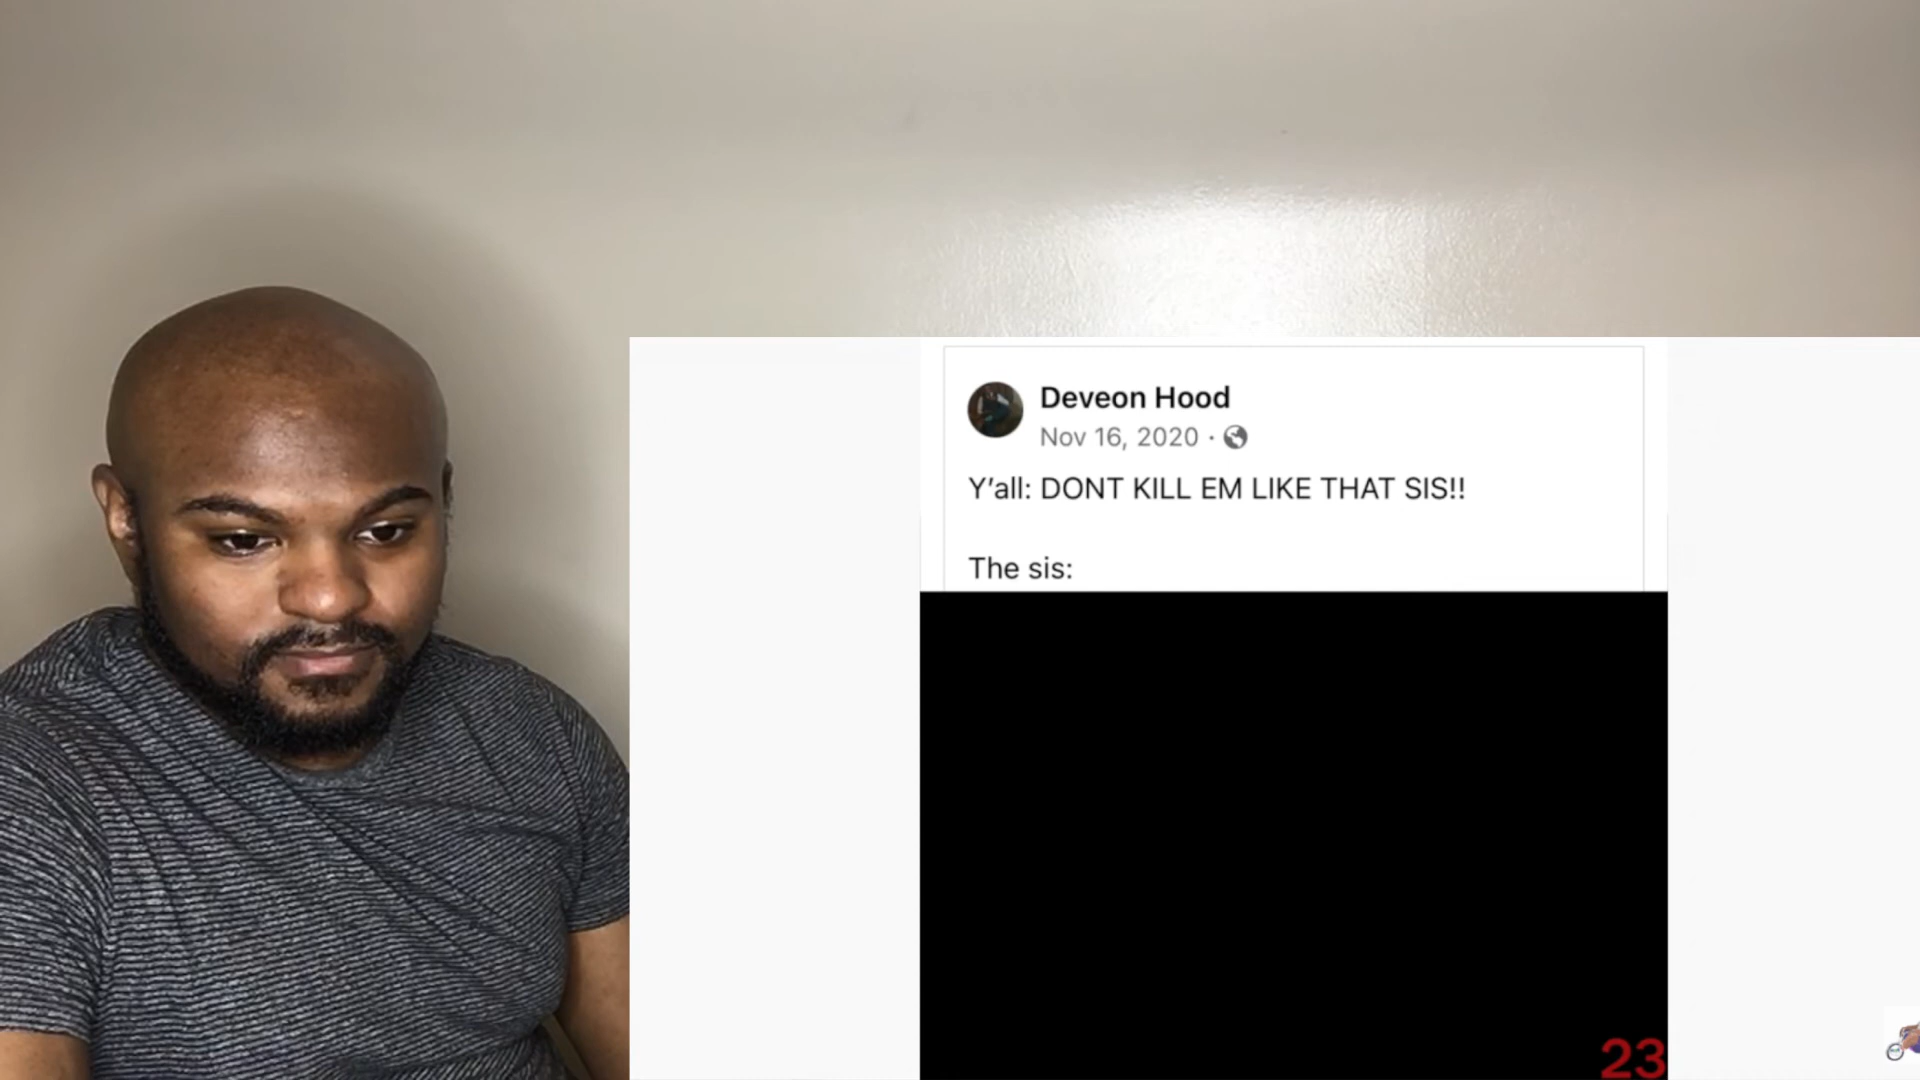 Deveon Hood
Nov 16, 2020 ·
Y’all: DONT KILL EM LIKE THAT SIS!!
The sis:
23